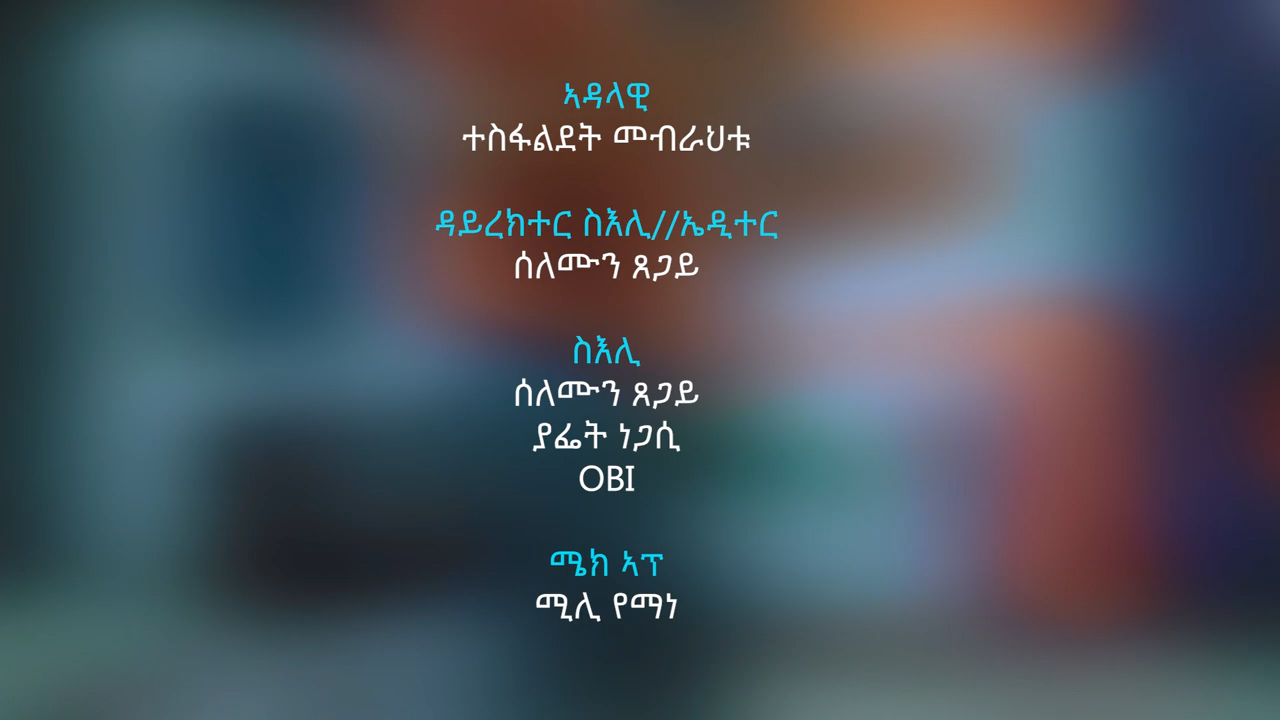 ኣዳላዊ
ተስፋልደት መብራህቱ
ዳይረክተር ስእሊ//ኤዲተር
ሰለሙን ጸጋይ
ስእሊ
ሰለሙን ጸጋይ
ያፌት ነጋሲ
OBI
ሜክ ኣፕ
ሚሊ የማነ